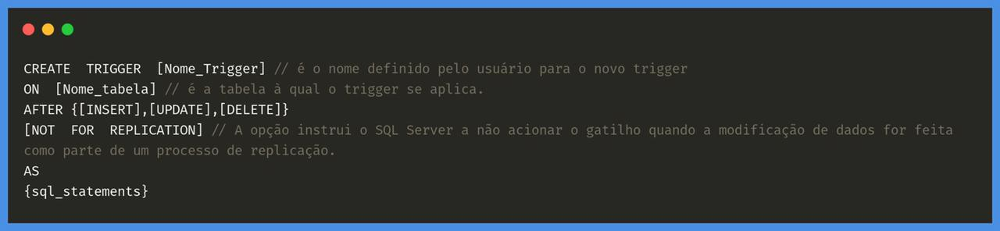 CREATE  TRIGGER  [Nome_Trigger] // é o nome definido pelo usuário para o novo trigger
ON  [Nome_tabela] // é a tabela à qual o trigger se aplica.
AFTER {[INSERT],[UPDATE],[DELETE]}
[NOT  FOR  REPLICATION] // A opção instrui o SQL Server a não acionar o gatilho quando a modificação de dados for feita
como parte de um processo de replicação.
AS
{sql_statements}